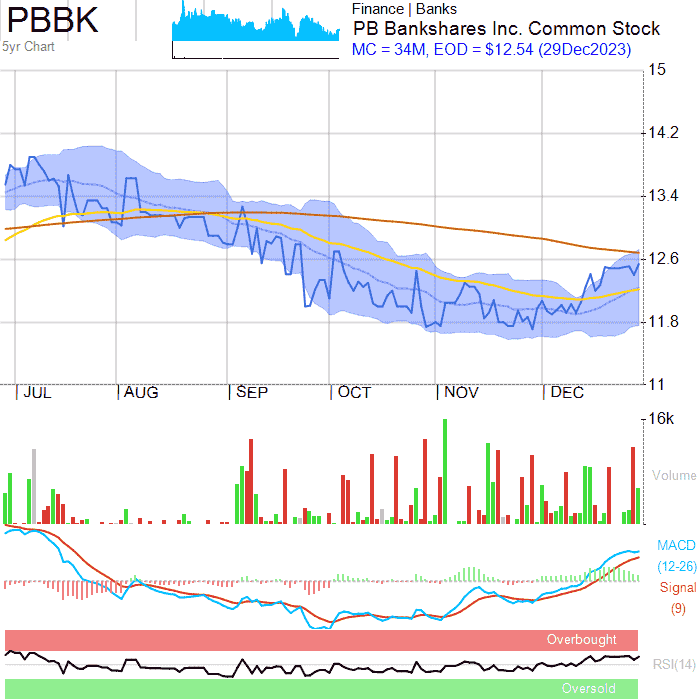 PBBK
5yr Chart
Finance | Banks
PB Bankshares Inc. Common Stock
MC = 34M, EOD = $12.54 (29Dec2023)
15
14.2
13.4
12.6
11.8
11
JUL AUG SEP OCT NOV DEC
16k
Volume
MACD
(12-26)
Signal
(9)
Overbought
RSI(14)
Oversold